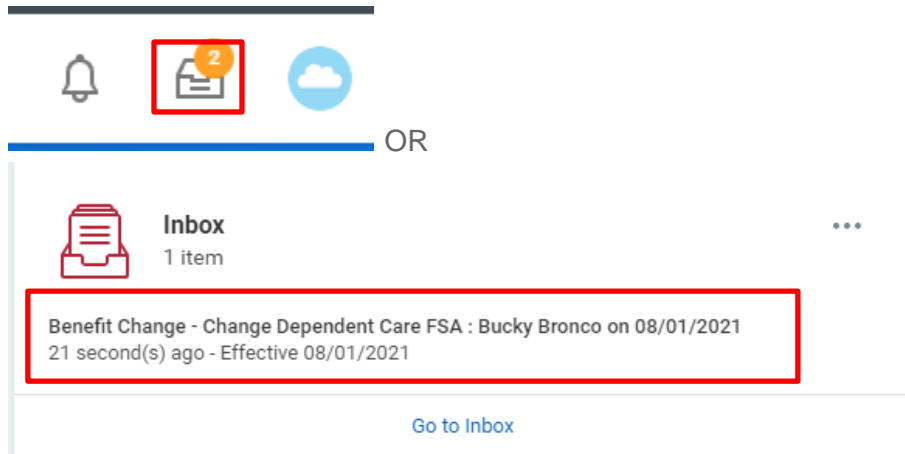 2
OR
Inbox
1 item
Benefit Change - Change Dependent Care FSA : Bucky Bronco on 08/01/2021
21 second(s) ago - Effective 08/01/2021
Go to Inbox